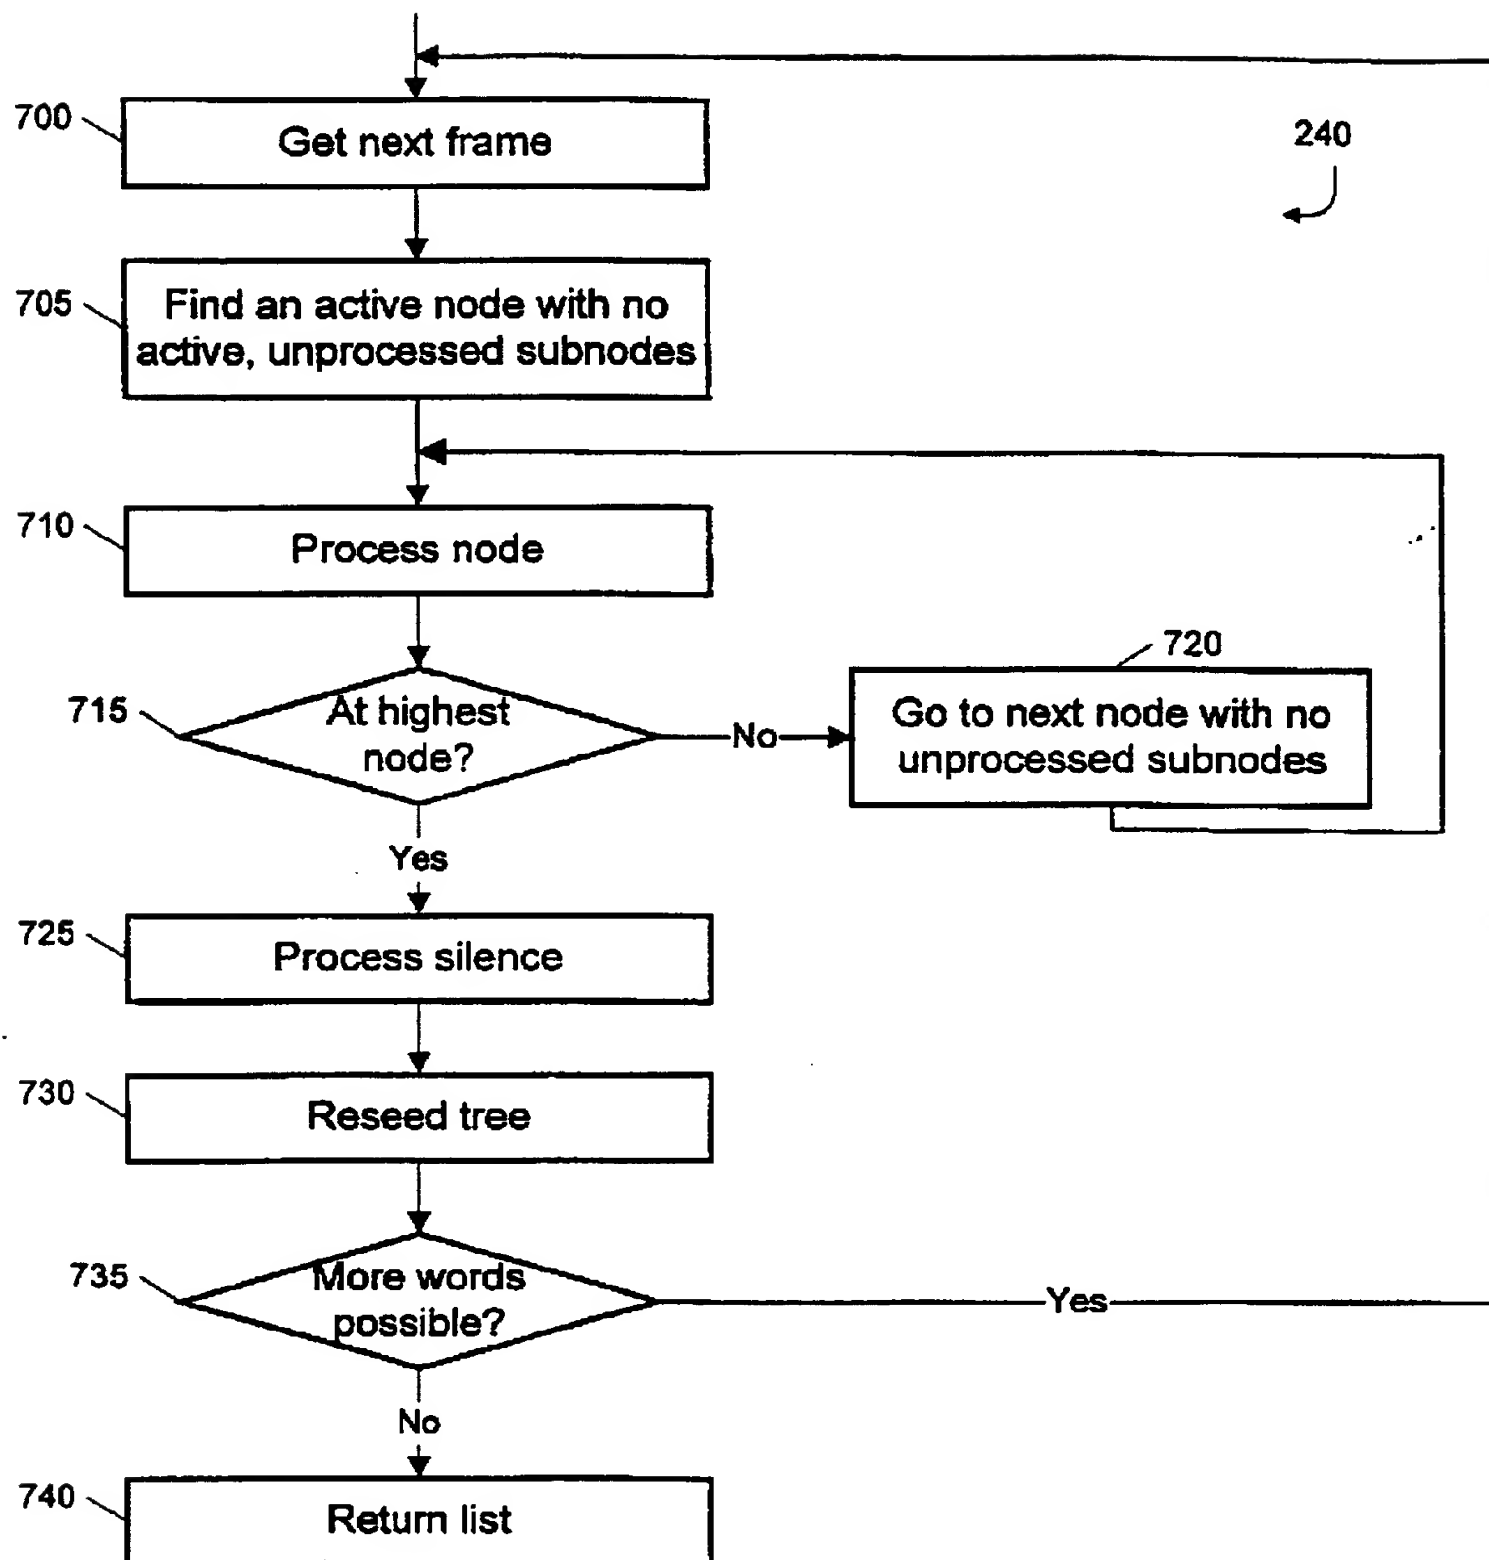 700
Get next frame
240
705
Find an active node with no
active, unprocessed subnodes
710
Process node
720
715
At highest
node?
No
Go to next node with no
unprocessed subnodes
Yes
725
Process silence
730
Reseed tree
735
More words
possible?
Yes
No
740
Return list